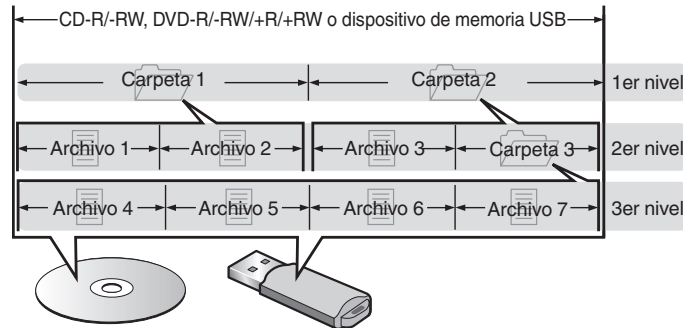 CD-R/-RW, DVD-R/-RW/+R/+RW o dispositivo de memoria USB
Carpeta 1 Carpeta 2 1er nivel
Archivo 1 Archivo 2 Archivo 3 Carpeta 3 2er nivel
Archivo 4 Archivo 5 Archivo 6 Archivo 7 3er nivel